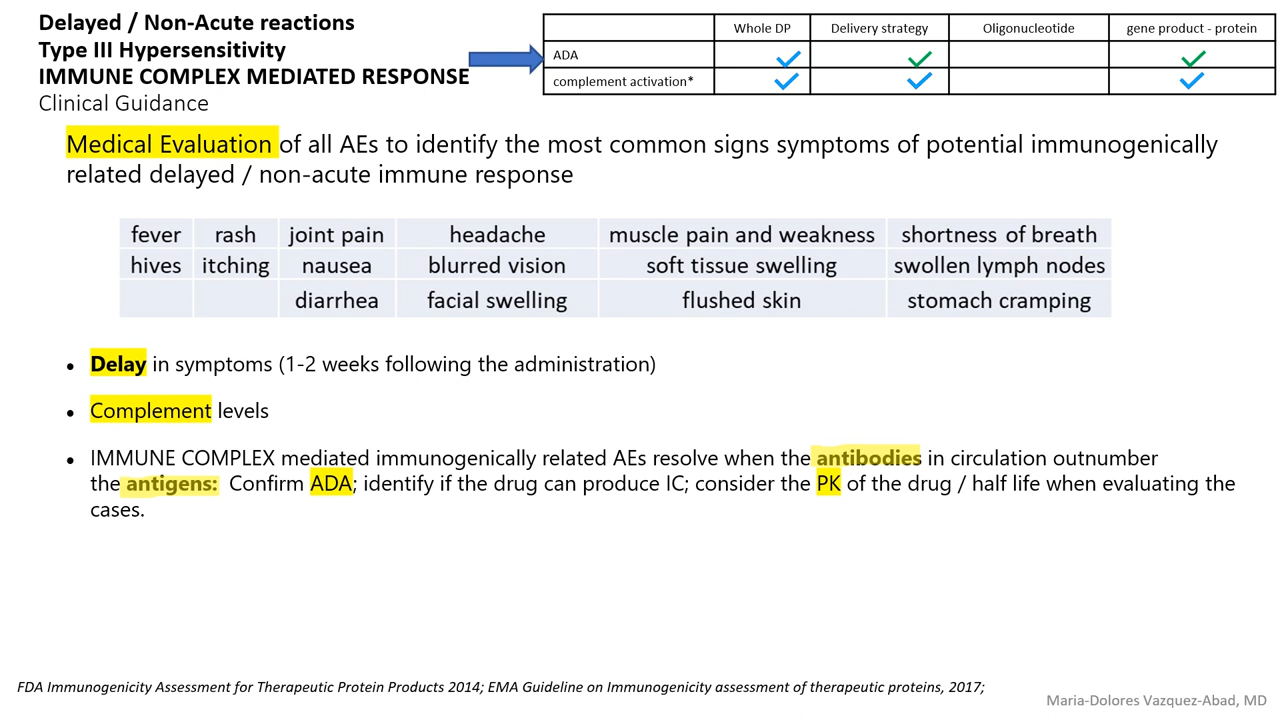 Delayed / Non-Acute reactions
Type III Hypersensitivity
IMMUNE COMPLEX MEDIATED RESPONSE
Clinical Guidance
Whole DP Delivery strategy Oligonucleotide gene product - protein
ADA
complement activation*
Medical Evaluation of all AEs to identify the most common signs symptoms of potential immunogenically
related delayed / non-acute immune response
fever rash joint pain headache muscle pain and weakness shortness of breath
hives itching nausea blurred vision soft tissue swelling swollen lymph nodes
diarrhea facial swelling flushed skin stomach cramping
• Delay in symptoms (1-2 weeks following the administration)
• Complement levels
• IMMUNE COMPLEX mediated immunogenically related AEs resolve when the antibodies in circulation outnumber
the antigens: Confirm ADA; identify if the drug can produce IC; consider the PK of the drug / half life when evaluating the
cases.
FDA Immunogenicity Assessment for Therapeutic Protein Products 2014; EMA Guideline on Immunogenicity assessment of therapeutic proteins, 2017;
Maria-Dolores Vazquez-Abad, MD